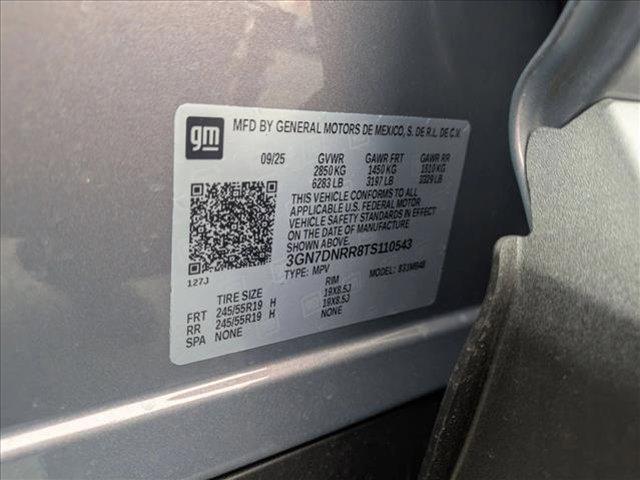 gm
MFD BY GENERAL MOTORS DE MEXICO, S. DE R.L. DE C.V.
09/25 GVWR GAWR FRT GAWR RR
2850 KG 1450 KG 1510 KG
6283 LB 3197 LB 3329 LB
THIS VEHICLE CONFORMS TO ALL
APPLICABLE U.S. FEDERAL MOTOR
VEHICLE SAFETY STANDARDS IN EFFECT
ON THE DATE OF MANUFACTURE SHOWN ABOVE.
3GN7DNRR8TS110543
TYPE: MPV MODEL:
127J
TIRE SIZE RIM
FRT 245/55R19 H 19X8.5J
RR 245/55R19 H 19X8.5J
SPA NONE NONE